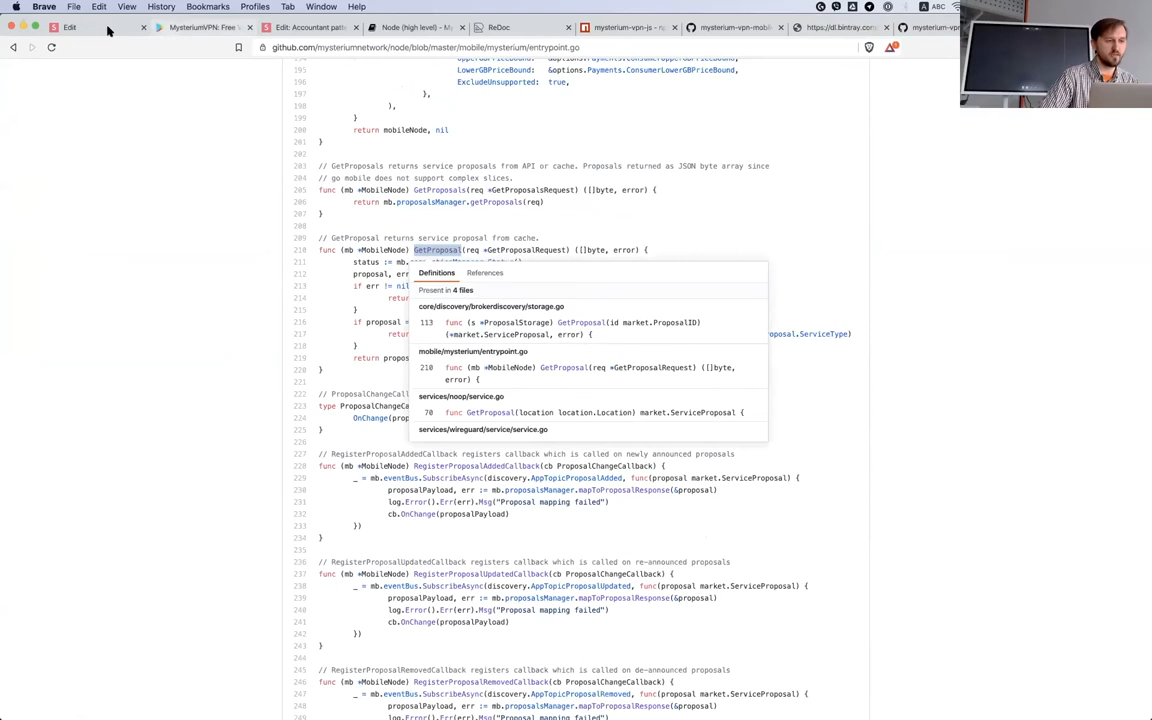 Brave File Edit View History Bookmarks Profiles Tab Window Help ABC
Edit MysteriumVPN: Free Edit: Accountant patt Node (high level) - My ReDoc mysterium-vpn-js - np mysterium-vpn-mobil https://dl.bintray.com mysterium-vpn
github.com/mysteriumnetwork/node/blob/master/mobile/mysterium/entrypoint.go
195 LowerGBPriceBound: &options.Payments.ConsumerLowerGBPriceBound,
196 ExcludeUnsupported: true,
197 },
198 ),
199 }
200 return mobileNode, nil
201 }
202
203 // GetProposals returns service proposals from API or cache. Proposals returned as JSON byte array since
204 // go mobile does not support complex slices.
205 func (mb *MobileNode) GetProposals(req *GetProposalsRequest) ([]byte, error) {
206 return mb.proposalsManager.getProposals(req)
207 }
208
209 // GetProposal returns service proposal from cache.
210 func (mb *MobileNode) GetProposal(req *GetProposalRequest) ([]byte, error) {
211 status := mb.
212 proposal, err
213 if err != nil
214 return
215 }
216 if proposal =
217 return oposal.ServiceType)
218 }
219 return propos
220 }
221
222 // ProposalChangeCall
223 type ProposalChangeCa
224 OnChange(prop
225 }
226
Definitions References
Present in 4 files
core/discovery/brokerdiscovery/storage.go
113 func (s *ProposalStorage) GetProposal(id market.ProposalID)
(*market.ServiceProposal, error) {
mobile/mysterium/entrypoint.go
210 func (mb *MobileNode) GetProposal(req *GetProposalRequest) ([]byte,
error) {
services/noop/service.go
70 func GetProposal(location location.Location) market.ServiceProposal {
services/wireguard/service/service.go
227 // RegisterProposalAddedCallback registers callback which is called on newly announced proposals
228 func (mb *MobileNode) RegisterProposalAddedCallback(cb ProposalChangeCallback) {
229 _ = mb.eventBus.SubscribeAsync(discovery.AppTopicProposalAdded, func(proposal market.ServiceProposal) {
230 proposalPayload, err := mb.proposalsManager.mapToProposalResponse(&proposal)
231 log.Error().Err(err).Msg("Proposal mapping failed")
232 cb.OnChange(proposalPayload)
233 })
234 }
235
236 // RegisterProposalUpdatedCallback registers callback which is called on re-announced proposals
237 func (mb *MobileNode) RegisterProposalUpdatedCallback(cb ProposalChangeCallback) {
238 _ = mb.eventBus.SubscribeAsync(discovery.AppTopicProposalUpdated, func(proposal market.ServiceProposal) {
239 proposalPayload, err := mb.proposalsManager.mapToProposalResponse(&proposal)
240 log.Error().Err(err).Msg("Proposal mapping failed")
241 cb.OnChange(proposalPayload)
242 })
243 }
244
245 // RegisterProposalRemovedCallback registers callback which is called on de-announced proposals
246 func (mb *MobileNode) RegisterProposalRemovedCallback(cb ProposalChangeCallback) {
247 _ = mb.eventBus.SubscribeAsync(discovery.AppTopicProposalRemoved, func(proposal market.ServiceProposal) {
248 proposalPayload, err := mb.proposalsManager.mapToProposalResponse(&proposal)